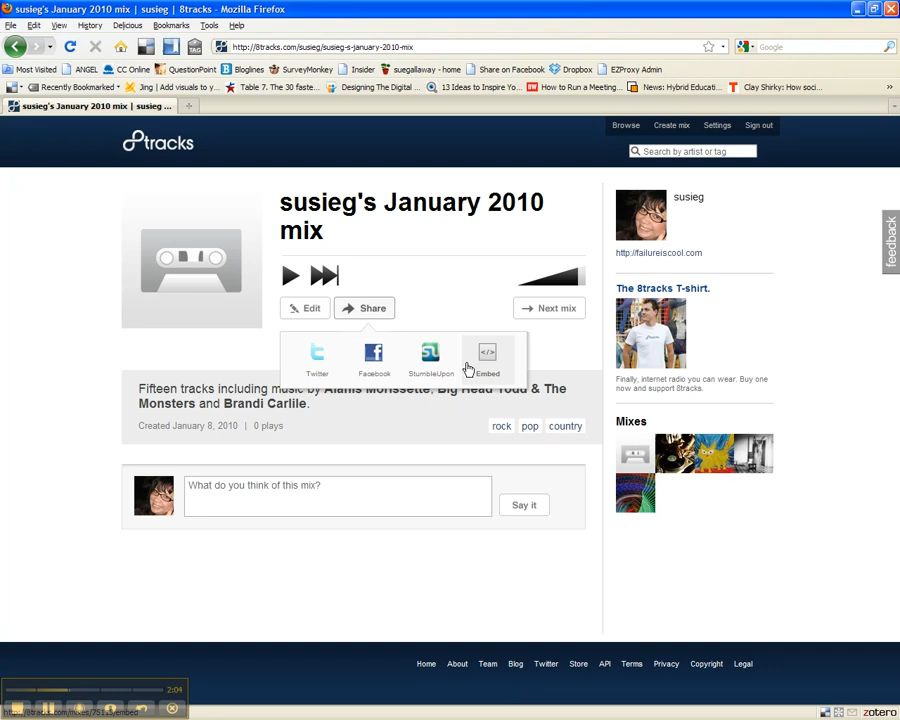 susieg's January 2010 mix | susieg | 8tracks - Mozilla Firefox
File Edit View History Delicious Bookmarks Tools Help
TAG http://8tracks.com/susieg/susieg-s-january-2010-mix Google
Most Visited ANGEL CC Online QuestionPoint Bloglines SurveyMonkey Insider suegallaway - home Share on Facebook Dropbox EZProxy Admin
Recently Bookmarked Jing | Add visuals to y... Table 7. The 30 faste... Designing The Digital ... 13 Ideas to Inspire Yo... How to Run a Meeting... News: Hybrid Educati... Clay Shirky: How soci... »
susieg's January 2010 mix | susieg ...
Browse Create mix Settings Sign out
8tracks
Search by artist or tag
susieg's January 2010
mix
susieg
feedback
http://failureiscool.com
Edit Share Next mix
The 8tracks T-shirt.
Twitter Facebook StumbleUpon Embed
Finally, internet radio you can wear. Buy one
now and support 8tracks.
Fifteen tracks including music by Alanis Morissette, Big Head Todd & The
Monsters and Brandi Carlile.
Created January 8, 2010 | 0 plays rock pop country
Mixes
What do you think of this mix?
Say it
Home About Team Blog Twitter Store API Terms Privacy Copyright Legal
2:04
zotero